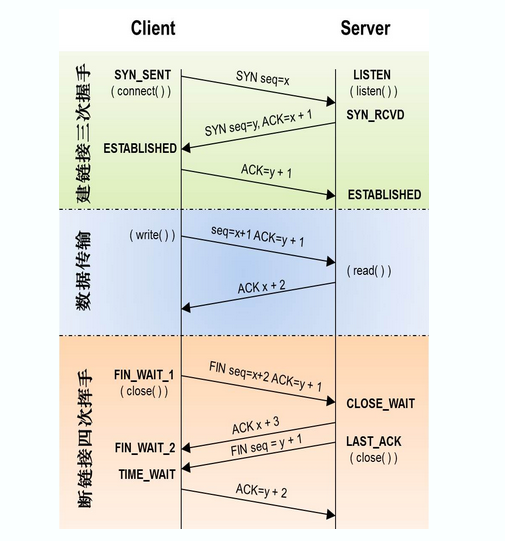 Client
Server
建链接三次握手
SYN_SENT
( connect( ) )
SYN seq=x
LISTEN
( listen( ) )
SYN_RCVD
SYN seq=y, ACK=x + 1
ESTABLISHED
ACK=y + 1
ESTABLISHED
数据传输
( write( ) )
seq=x+1 ACK=y + 1
( read( ) )
ACK x + 2
断链接四次挥手
FIN_WAIT_1
( close( ) )
FIN seq=x+2 ACK=y + 1
CLOSE_WAIT
ACK x + 3
FIN_WAIT_2
FIN seq = y + 1
LAST_ACK
( close( ) )
TIME_WAIT
ACK=y + 2